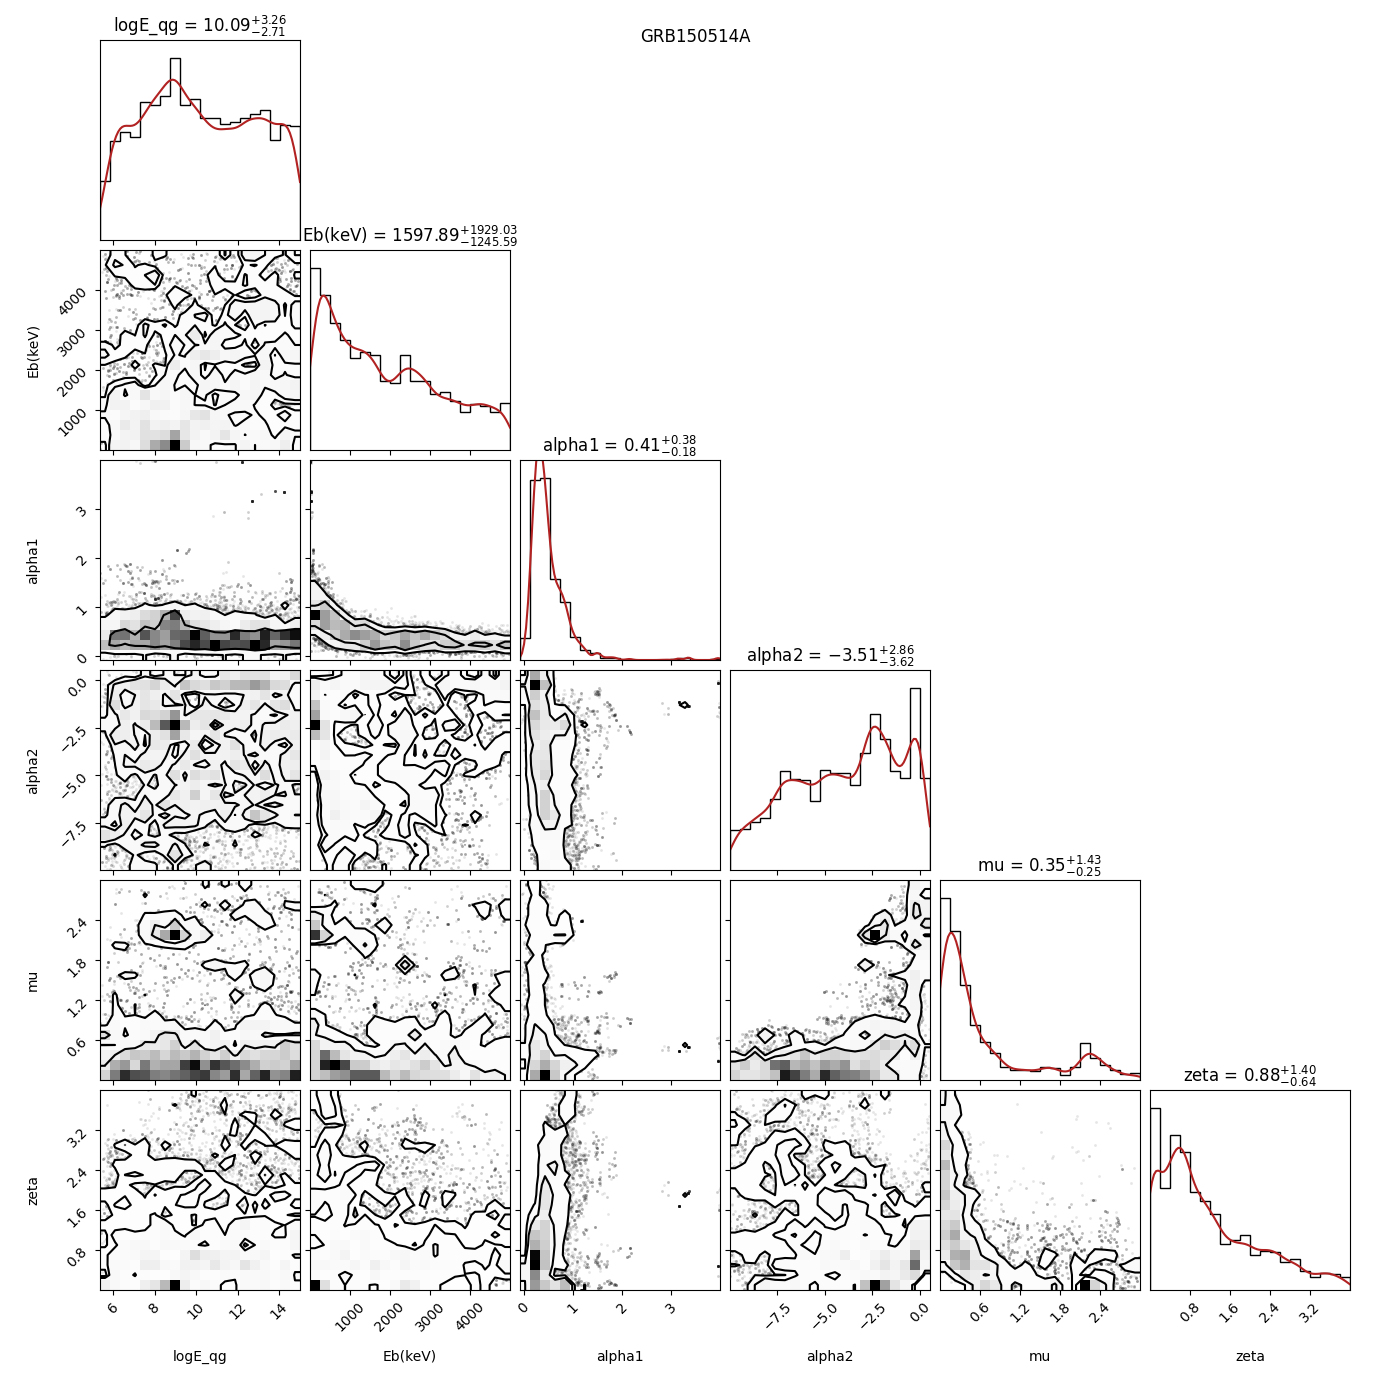 GRB150514A
logE_qg = 10.09 +3.26 −2.71
Eb(keV) = 1597.89 +1929.03 −1245.59
Eb(keV)
4000
3000
2000
1000
alpha1 = 0.41 +0.38 −0.18
alpha1
3
2
1
0
alpha2 = −3.51 +2.86 −3.62
alpha2
0.0
−2.5
−5.0
−7.5
mu = 0.35 +1.43 −0.25
mu
2.4
1.8
1.2
0.6
zeta = 0.88 +1.40 −0.64
zeta
3.2
2.4
1.6
0.8
6 8 10 12 14
1000 2000 3000 4000
0 1 2 3
−7.5 −5.0 −2.5 0.0
0.6 1.2 1.8 2.4
0.8 1.6 2.4 3.2
logE_qg Eb(keV) alpha1 alpha2 mu zeta